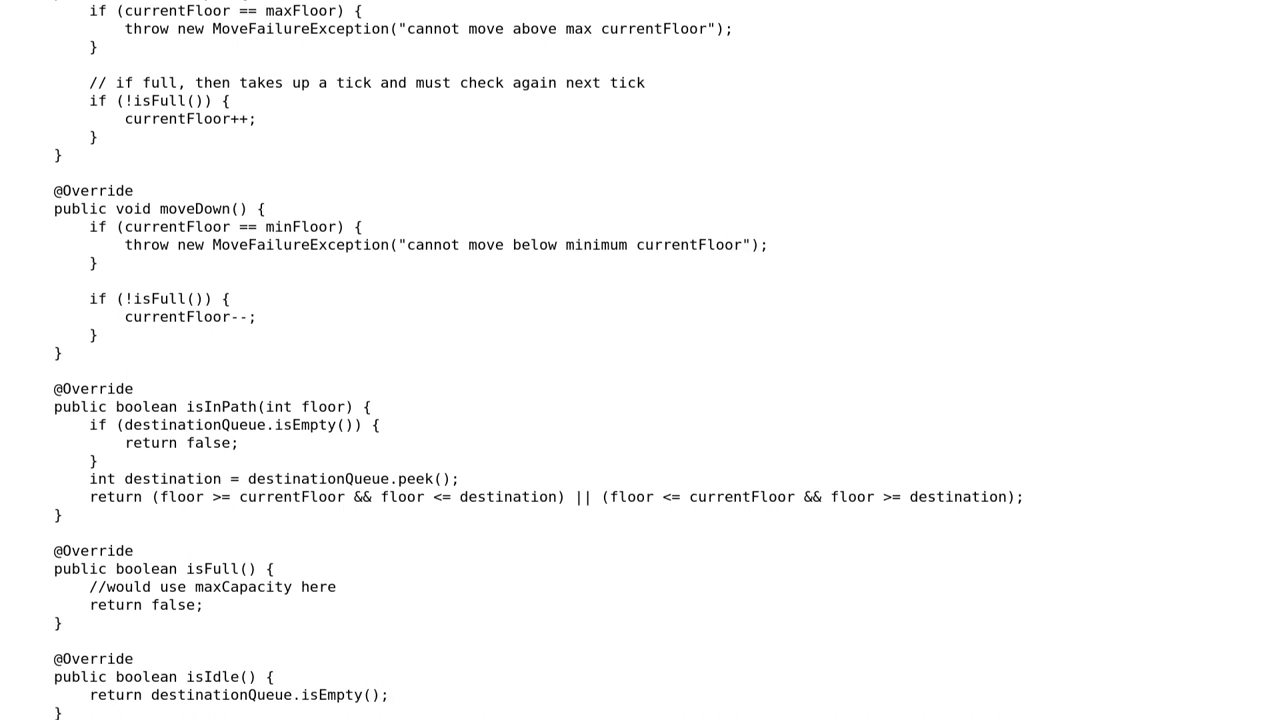 if (currentFloor == maxFloor) {
throw new MoveFailureException("cannot move above max currentFloor");
}
// if full, then takes up a tick and must check again next tick
if (!isFull()) {
currentFloor++;
}
}
@Override
public void moveDown() {
if (currentFloor == minFloor) {
throw new MoveFailureException("cannot move below minimum currentFloor");
}
if (!isFull()) {
currentFloor--;
}
}
@Override
public boolean isInPath(int floor) {
if (destinationQueue.isEmpty()) {
return false;
}
int destination = destinationQueue.peek();
return (floor >= currentFloor && floor <= destination) || (floor <= currentFloor && floor >= destination);
}
@Override
public boolean isFull() {
//would use maxCapacity here
return false;
}
@Override
public boolean isIdle() {
return destinationQueue.isEmpty();
}